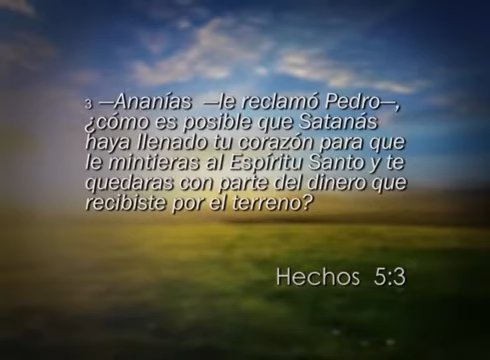 3 —Ananías —le reclamó Pedro—,
¿cómo es posible que Satanás
haya llenado tu corazón para que
le mintieras al Espíritu Santo y te
quedaras con parte del dinero que
recibiste por el terreno?
Hechos 5:3